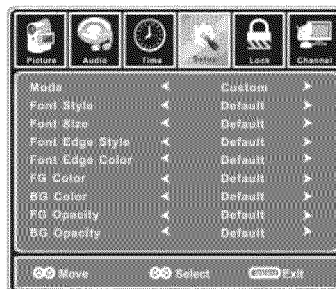 Picture Audio Time Setup Lock Channel
Mode Custom
Font Style Default
Font Size Default
Font Edge Style Default
Font Edge Color Default
FG Color Default
BG Color Default
FG Opacity Default
BG Opacity Default
Move Select Exit